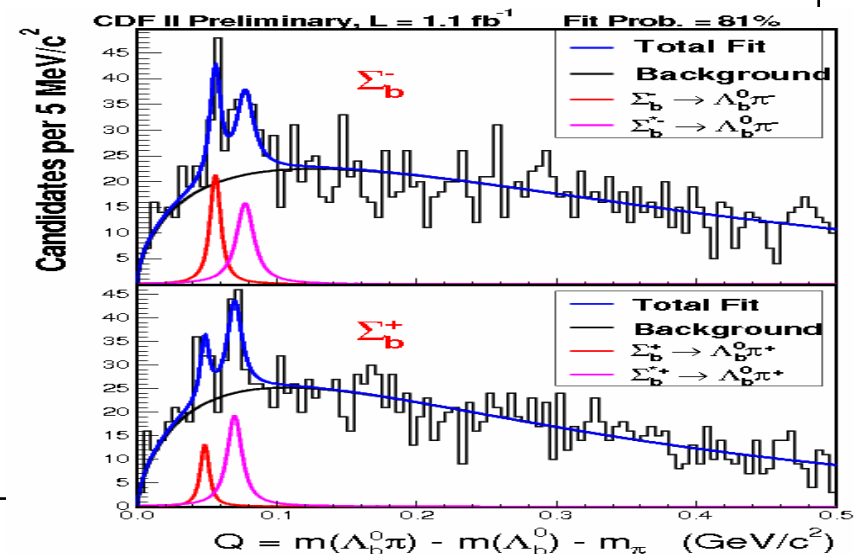 CDF II Preliminary, L = 1.1 fb⁻¹ Fit Prob. = 81%
Candidates per 5 MeV/c²
45
40
35
30
25
20
15
10
5
Σb⁻
Total Fit
Background
Σb⁻ → Λb⁰π⁻
Σb*⁻ → Λb⁰π⁻
45
40
35
30
25
20
15
10
5
0
Σb⁺
Total Fit
Background
Σb⁺ → Λb⁰π⁺
Σb*⁺ → Λb⁰π⁺
0.0 0.1 0.2 0.3 0.4 0.5
Q = m(Λb⁰π) - m(Λb⁰) - mπ (GeV/c²)